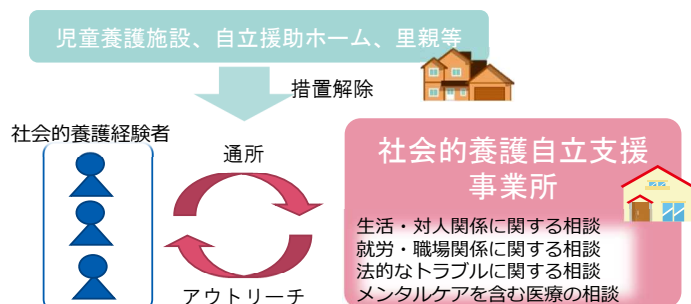 児童養護施設、自立援助ホーム、里親等
措置解除
社会的養護経験者
通所
アウトリーチ
社会的養護自立支援
事業所
生活・対人関係に関する相談
就労・職場関係に関する相談
法的なトラブルに関する相談
メンタルケアを含む医療の相談